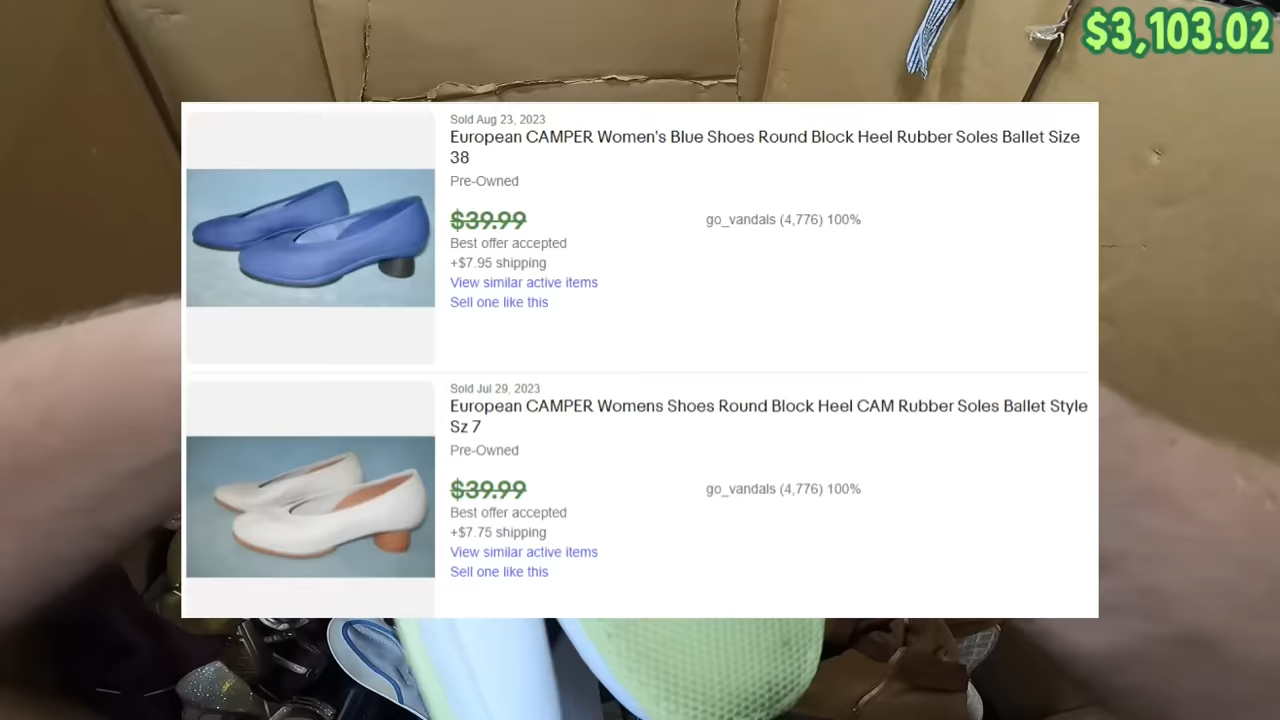 $3,103.02
Sold Aug 23, 2023
European CAMPER Women's Blue Shoes Round Block Heel Rubber Soles Ballet Size
38
Pre-Owned
$39.99
go_vandals (4,776) 100%
Best offer accepted
+$7.95 shipping
View similar active items
Sell one like this
Sold Jul 29, 2023
European CAMPER Womens Shoes Round Block Heel CAM Rubber Soles Ballet Style
Sz 7
Pre-Owned
$39.99
go_vandals (4,776) 100%
Best offer accepted
+$7.75 shipping
View similar active items
Sell one like this